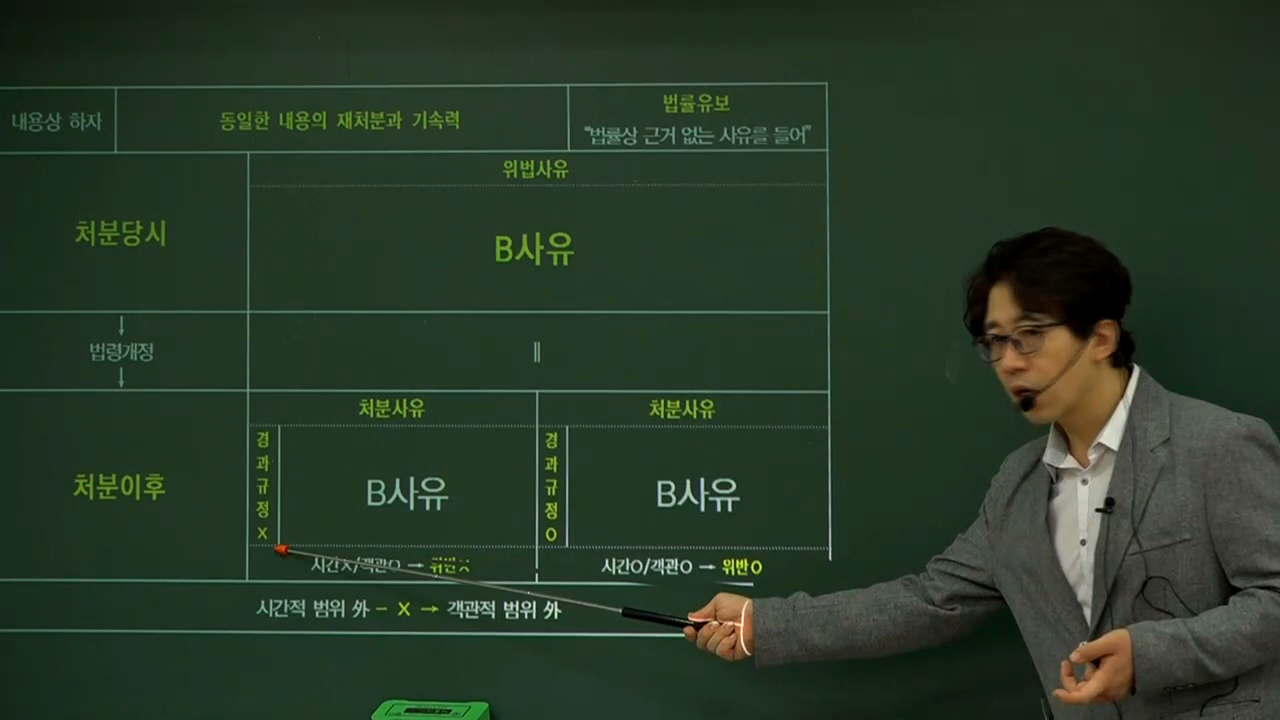 내용상 하자
동일한 내용의 재처분과 기속력
법률유보
"법률상 근거 없는 사유를 들어"
위법사유
처분당시
B사유
↓
법령개정
↓
||
처분사유
처분사유
처분이후
경과규정X
B사유
경과규정O
B사유
시간X/객관O → 위반X
시간O/객관O → 위반O
시간적 범위 外 - X → 객관적 범위 外